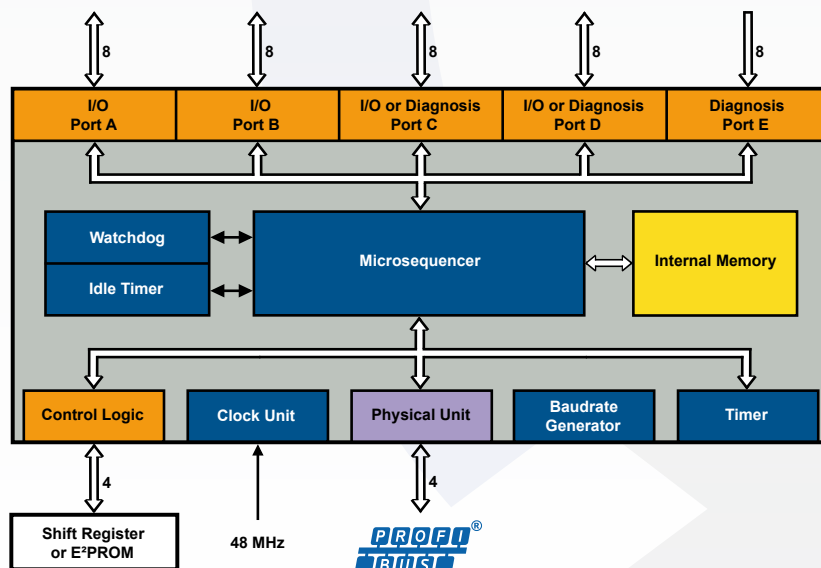 8 8 8 8 8
I/O I/O I/O or Diagnosis I/O or Diagnosis Diagnosis
Port A Port B Port C Port D Port E
Watchdog
Idle Timer
Microsequencer
Internal Memory
Control Logic
Clock Unit
Physical Unit
Baudrate
Generator
Timer
4 4
Shift Register
or E²PROM
48 MHz
PROFI®
BUS